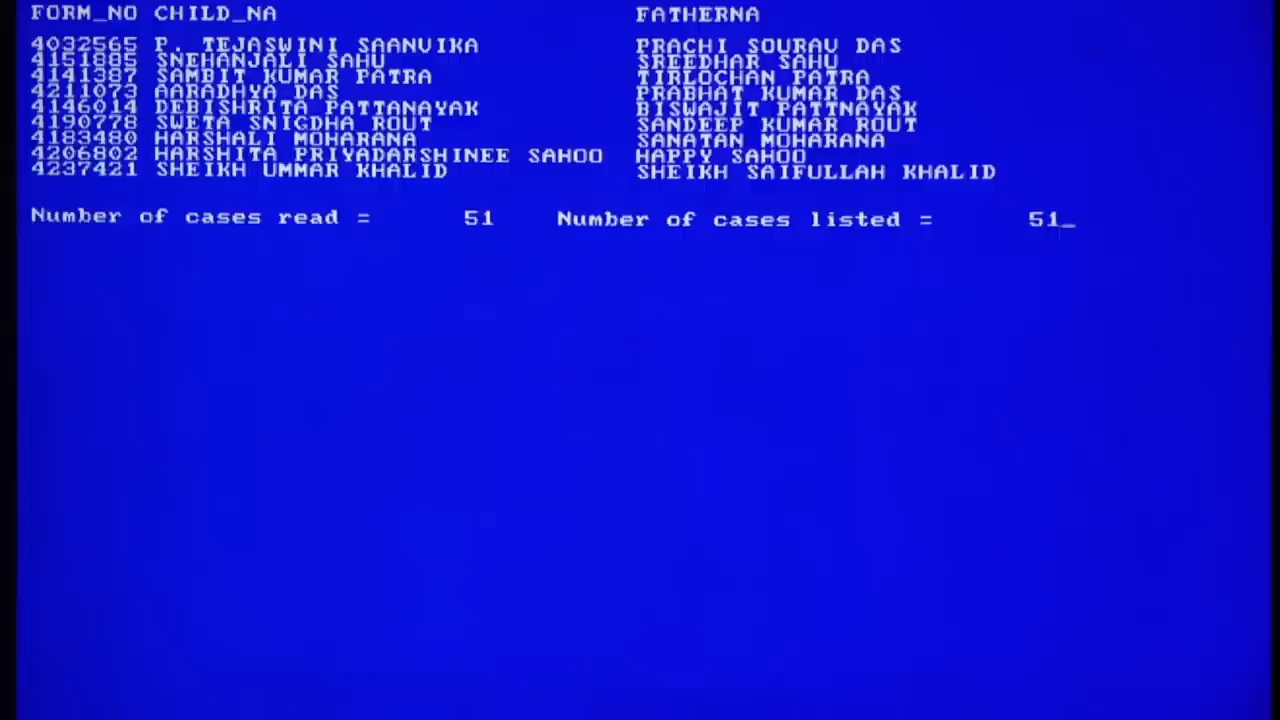 FORM_NO CHILD_NA FATHERNA
4032565 P. TEJASWINI SAANVIKA PRACHI SOURAV DAS
4151885 SNEHANJALI SAHU SREEDHAR SAHU
4141387 SAMBIT KUMAR PATRA TIRLOCHAN PATRA
4211073 AARADHYA DAS PRABHAT KUMAR DAS
4146014 DEBISHRITA PATTANAYAK BISWAJIT PATTNAYAK
4190778 SWETA SNIGDHA ROUT SANDEEP KUMAR ROUT
4183480 HARSHALI MOHARANA SANATAN MOHARANA
4206802 HARSHITA PRIYADARSHINEE SAHOO HAPPY SAHOO
4237421 SHEIKH UMMAR KHALID SHEIKH SAIFULLAH KHALID
Number of cases read = 51 Number of cases listed = 51_